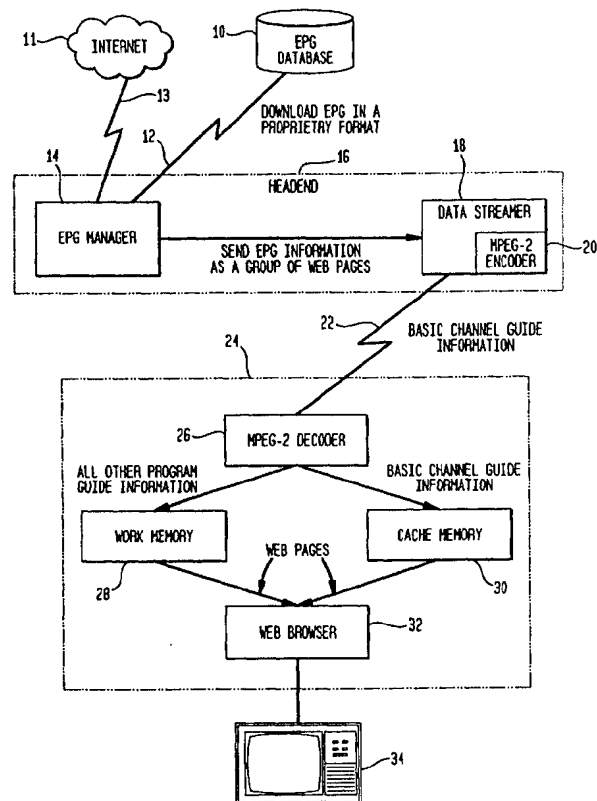 11
INTERNET
10
EPG
DATABASE
13
DOWNLOAD EPG IN A
PROPRIETRY FORMAT
12
14
16
18
HEADEND
EPG MANAGER
DATA STREAMER
MPEG-2
ENCODER
20
SEND EPG INFORMATION
AS A GROUP OF WEB PAGES
22
BASIC CHANNEL GUIDE
INFORMATION
24
26
MPEG-2 DECODER
ALL OTHER PROGRAM
GUIDE INFORMATION
BASIC CHANNEL GUIDE
INFORMATION
WORK MEMORY
CACHE MEMORY
WEB PAGES
28
30
WEB BROWSER
32
34